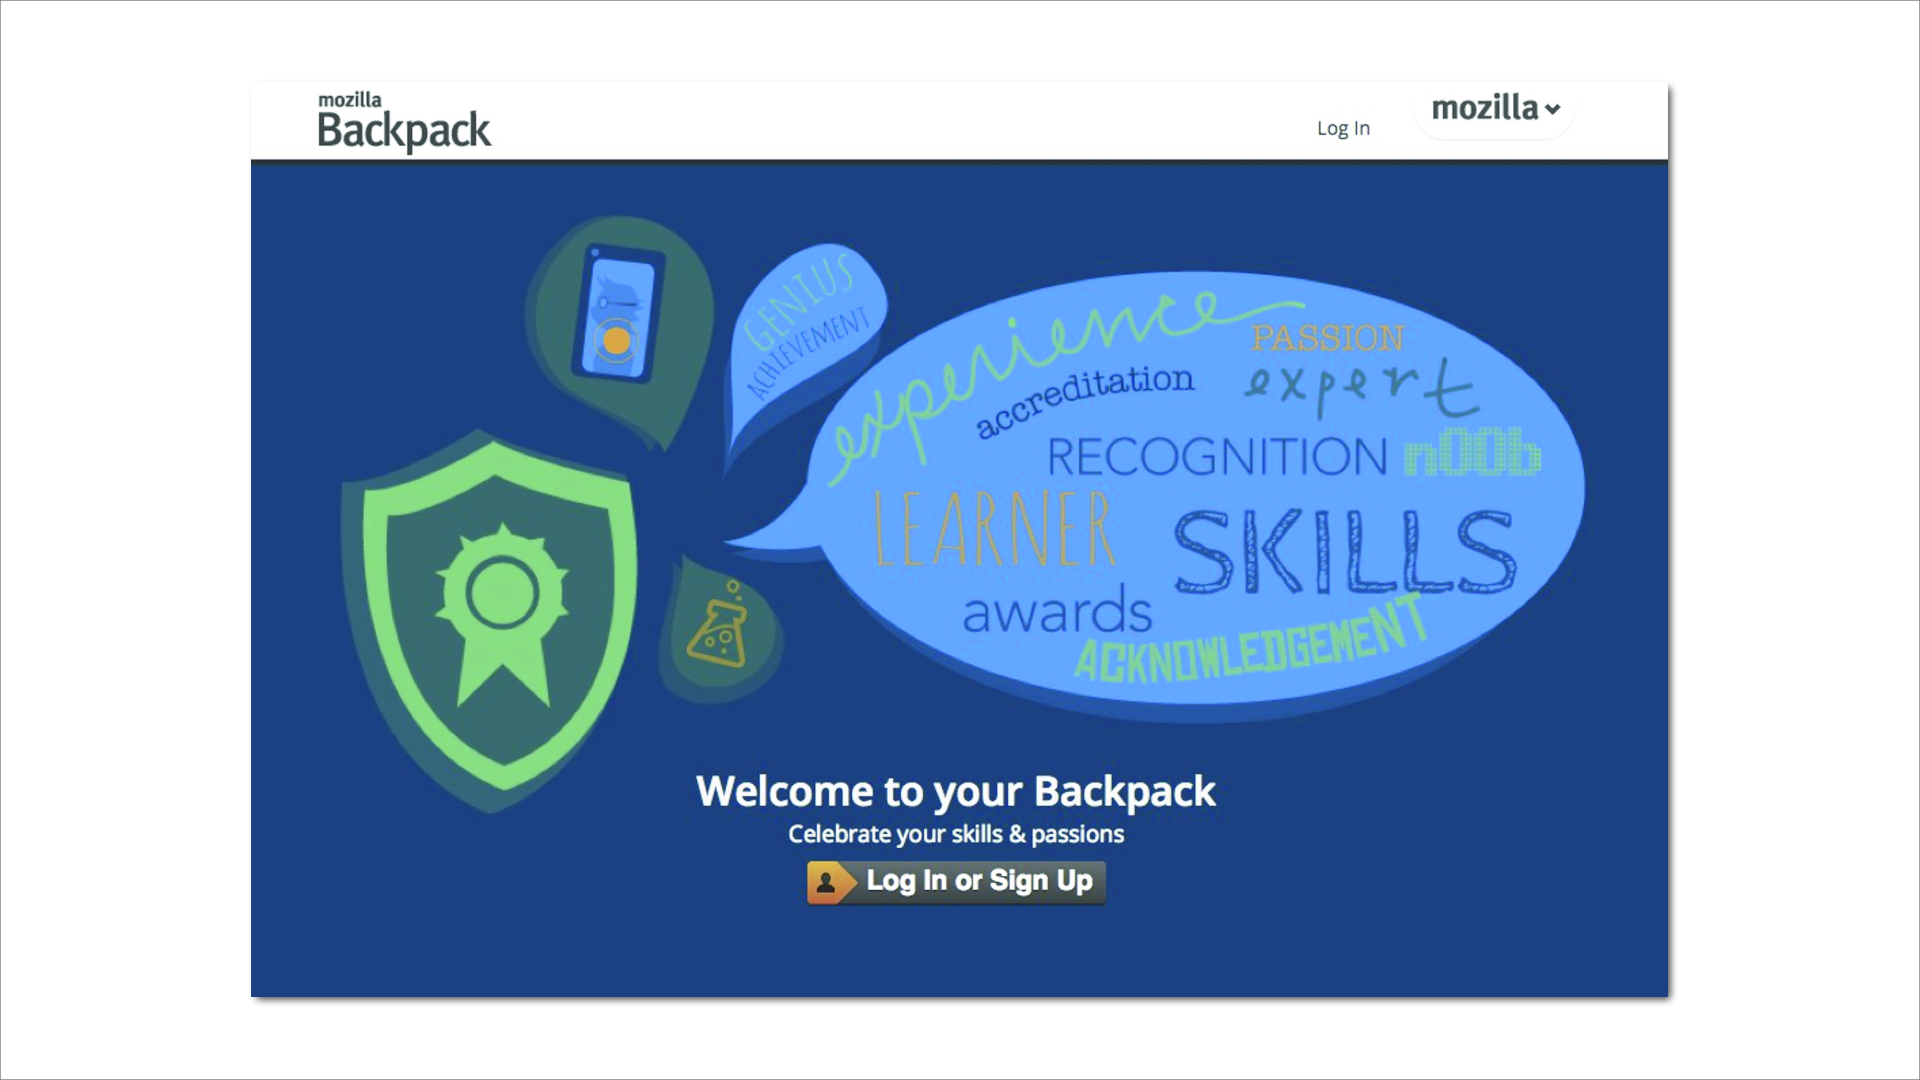 mozilla
Backpack
Log In
mozilla
GENIUS
ACHIEVEMENT
experience
PASSION
accreditation
expert
RECOGNITION
n00b
LEARNER
SKILLS
awards
ACKNOWLEDGEMENT
Welcome to your Backpack
Celebrate your skills & passions
Log In or Sign Up